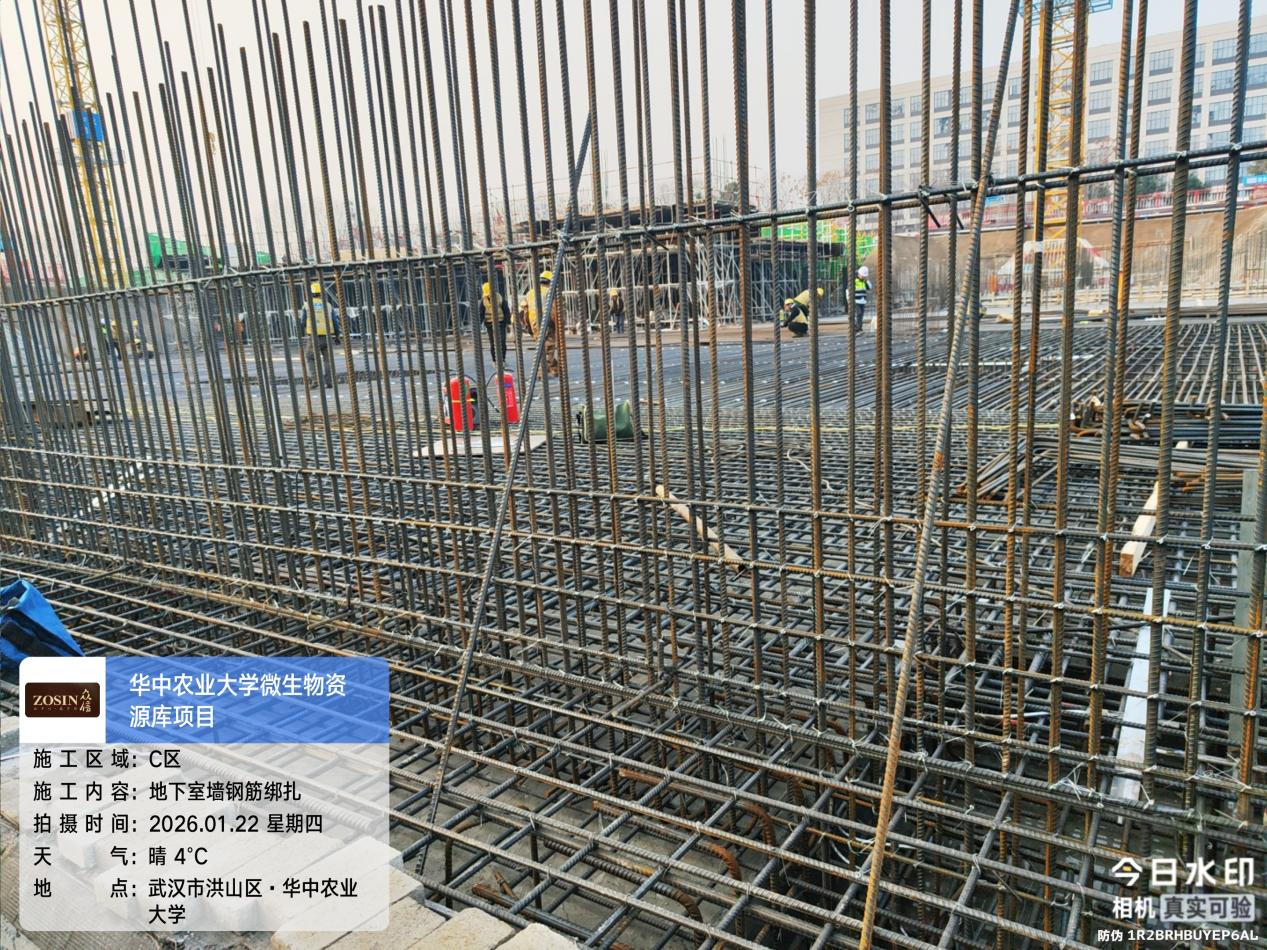 ZOSIN 众信
华中农业大学微生物资
源库项目
施工区域：C区
施工内容：地下室墙钢筋绑扎
拍摄时间：2026.01.22 星期四
天气：晴 4℃
地点：武汉市洪山区·华中农业
大学
今日水印
相机 真实可验
防伪 1R2BRHBUYEP6AL